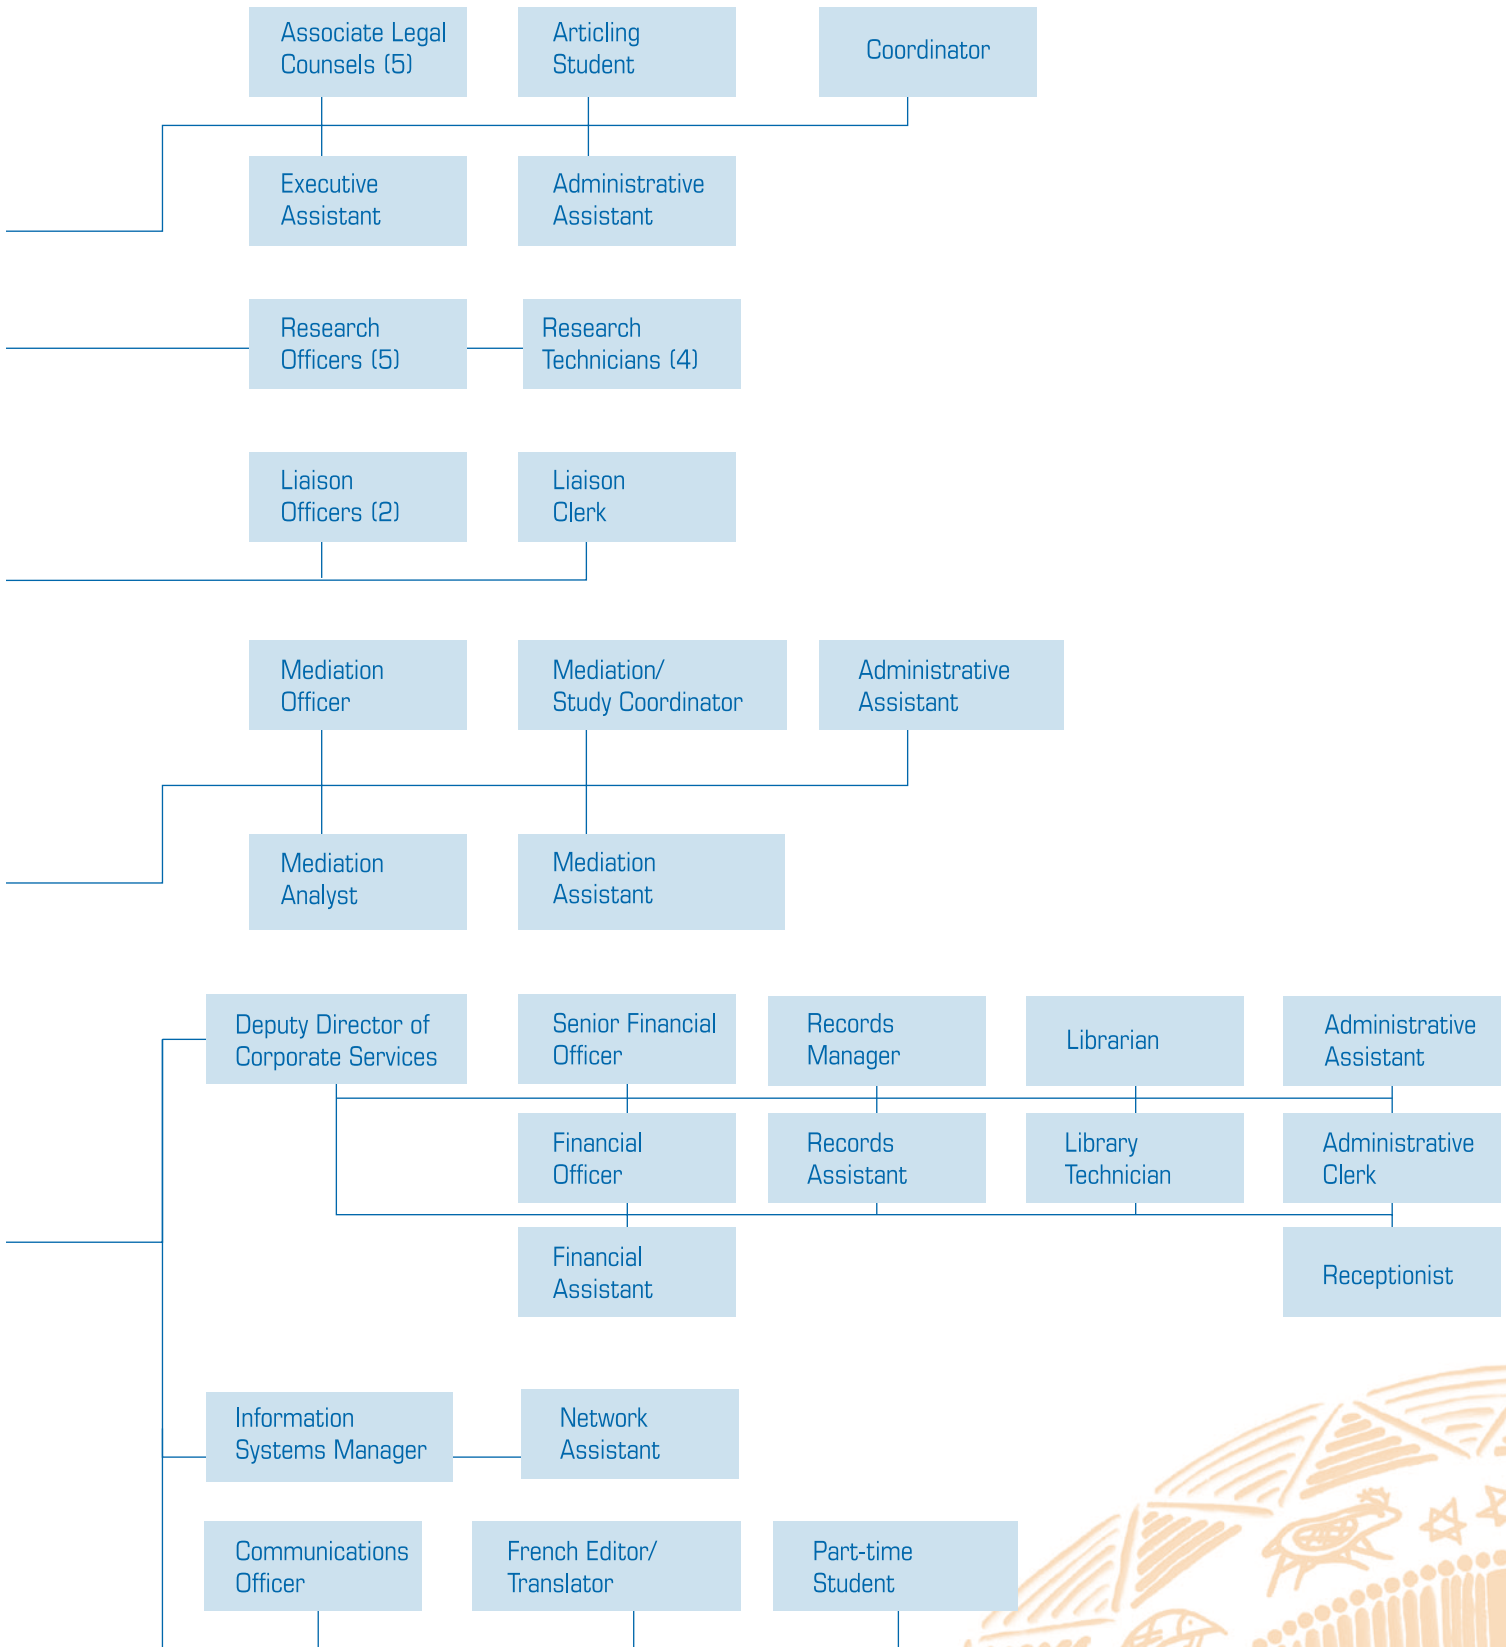 Associate Legal
Counsels (5)
Articling
Student
Coordinator
Executive
Assistant
Administrative
Assistant
Research
Officers (5)
Research
Technicians (4)
Liaison
Officers (2)
Liaison
Clerk
Mediation
Officer
Mediation/
Study Coordinator
Administrative
Assistant
Mediation
Analyst
Mediation
Assistant
Deputy Director of
Corporate Services
Senior Financial
Officer
Records
Manager
Librarian
Administrative
Assistant
Financial
Officer
Records
Assistant
Library
Technician
Administrative
Clerk
Financial
Assistant
Receptionist
Information
Systems Manager
Network
Assistant
Communications
Officer
French Editor/
Translator
Part-time
Student